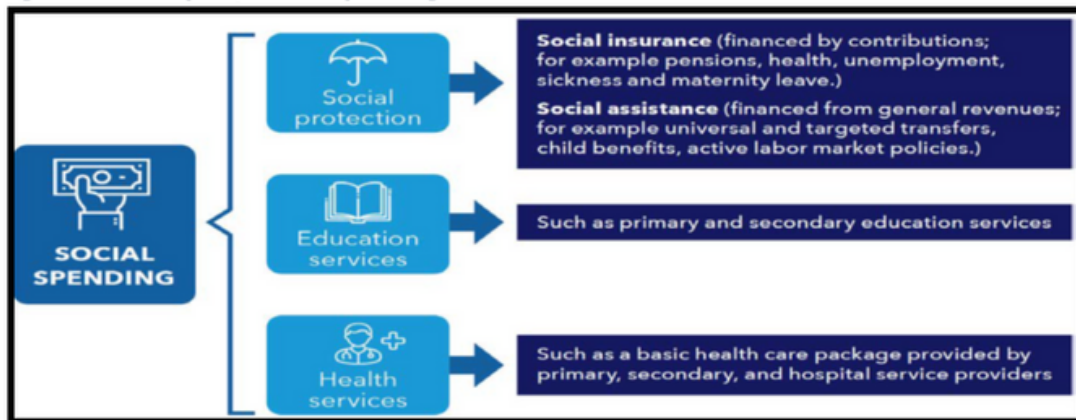 SOCIAL
SPENDING
Social
protection
Social insurance (financed by contributions;
for example pensions, health, unemployment,
sickness and maternity leave.)
Social assistance (financed from general revenues;
for example universal and targeted transfers,
child benefits, active labor market policies.)
Education
services
Such as primary and secondary education services
Health
services
Such as a basic health care package provided by
primary, secondary, and hospital service providers